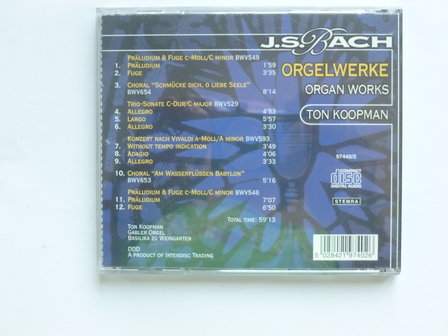 J.S. BACH
ORGELWERKE
ORGAN WORKS
TON KOOPMAN
PRÄLUDIUM & FUGE C-MOLL/C MINOR BWV549
1. PRÄLUDIUM 1'59
2. FUGE 3'35
3. CHORAL "SCHMÜCKE DICH, O LIEBE SEELE"
BWV654 8'14
TRIO-SONATE C-DUR/C MAJOR BWV529
4. ALLEGRO 4'53
5. LARGO 5'57
6. ALLEGRO 3'30
KONZERT NACH VIVALDI A-MOLL/A MINOR BWV593
7. WITHOUT TEMPO INDICATION 3'49
8. ADAGIO 4'06
9. ALLEGRO 3'33
10. CHORAL "AM WASSERFLÜSSEN BABYLON"
BWV653 5'16
PRÄLUDIUM & FUGE C-MOLL/C MINOR BWV546
11. PRÄLUDIUM 7'07
12. FUGE 6'50
TOTAL TIME: 59'13
TON KOOPMAN
GABLER ORGEL
BASILIKA ZU WEINGARTEN
DDD
A PRODUCT OF INTERDISC TRADING
97440/2
COMPACT
disc
DIGITAL AUDIO
STEMRA
5 028421 974026